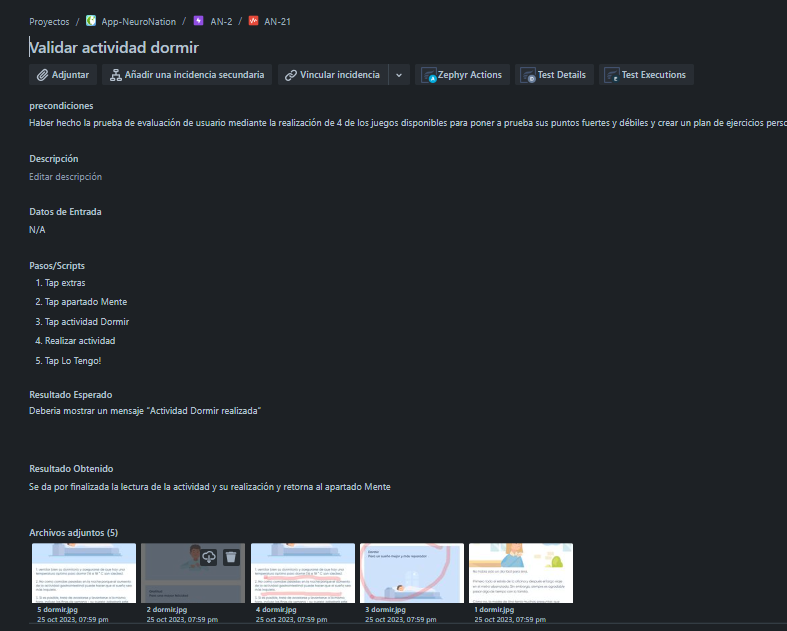 Proyectos / App-NeuroNation / AN-2 / AN-21
Validar actividad dormir
Adjuntar Añadir una incidencia secundaria Vincular incidencia Zephyr Actions Test Details Test Executions
precondiciones
Haber hecho la prueba de evaluación de usuario mediante la realización de 4 de los juegos disponibles para poner a prueba sus puntos fuertes y débiles y crear un plan de ejercicios perso
Descripción
Editar descripción
Datos de Entrada
N/A
Pasos/Scripts
1. Tap extras
2. Tap apartado Mente
3. Tap actividad Dormir
4. Realizar actividad
5. Tap Lo Tengo!
Resultado Esperado
Deberia mostrar un mensaje "Actividad Dormir realizada"
Resultado Obtenido
Se da por finalizada la lectura de la actividad y su realización y retorna al apartado Mente
Archivos adjuntos (5)
5 dormir.jpg 2 dormir.jpg 4 dormir.jpg 3 dormir.jpg 1 dormir.jpg
25 oct 2023, 07:59 pm 25 oct 2023, 07:59 pm 25 oct 2023, 07:59 pm 25 oct 2023, 07:59 pm 25 oct 2023, 07:59 pm